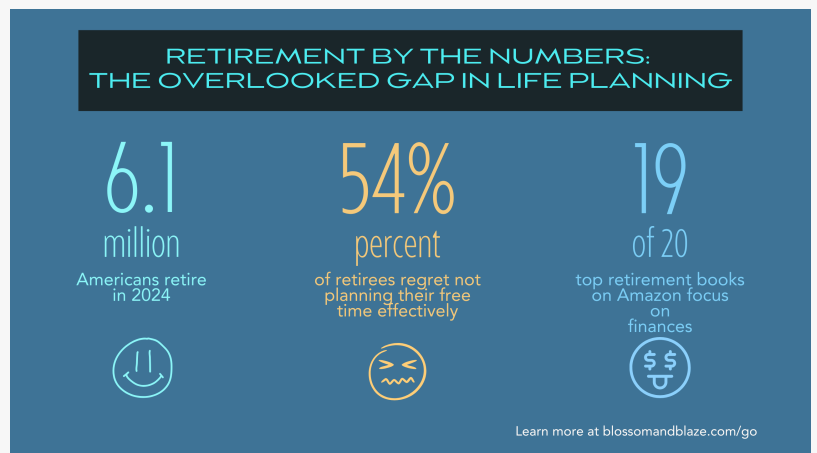 RETIREMENT BY THE NUMBERS:
THE OVERLOOKED GAP IN LIFE PLANNING
6.1
million
Americans retire
in 2024
54%
percent
of retirees regret not
planning their free
time effectively
19
of 20
top retirement books
on Amazon focus
on
finances
$ $
Learn more at blossomandblaze.com/go